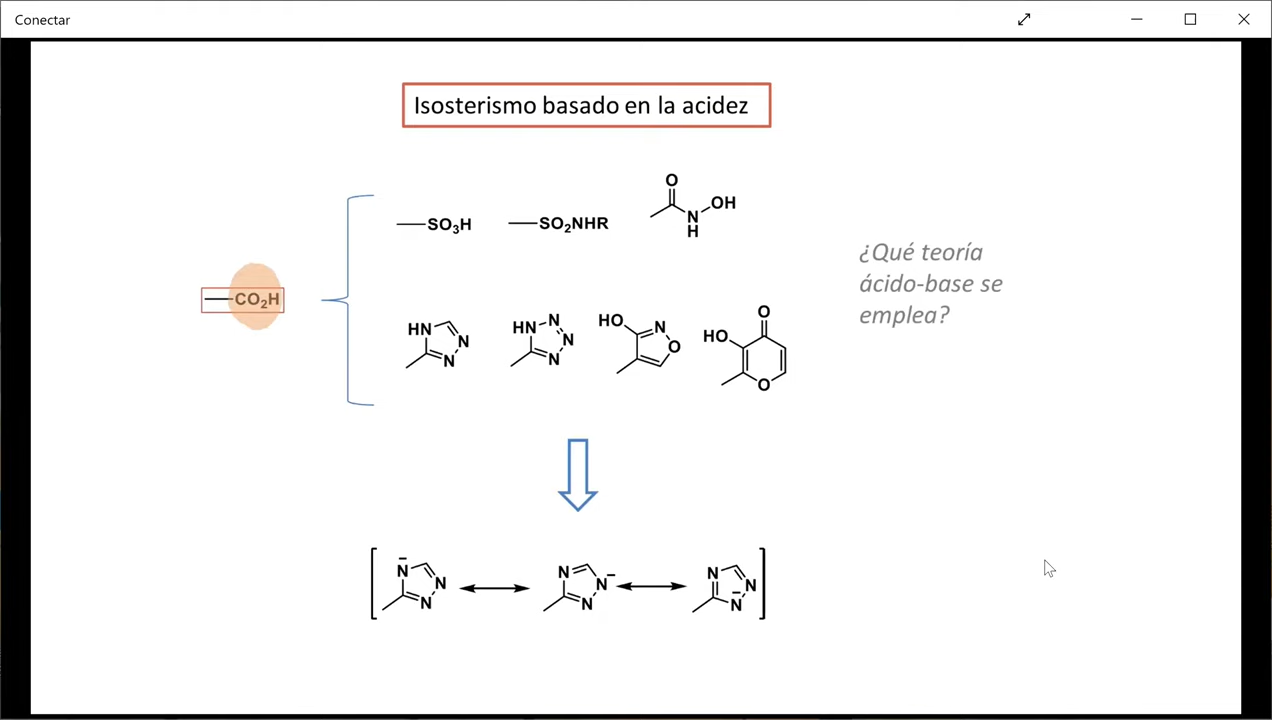 Conectar
Isosterismo basado en la acidez
O
OH
N
H
SO₃H
SO₂NHR
¿Qué teoría
ácido-base se
emplea?
CO₂H
HN
N
N
HN
N
N
N
HO
N
O
O
HO
O
N
N
N
N
N
N
N
N
N